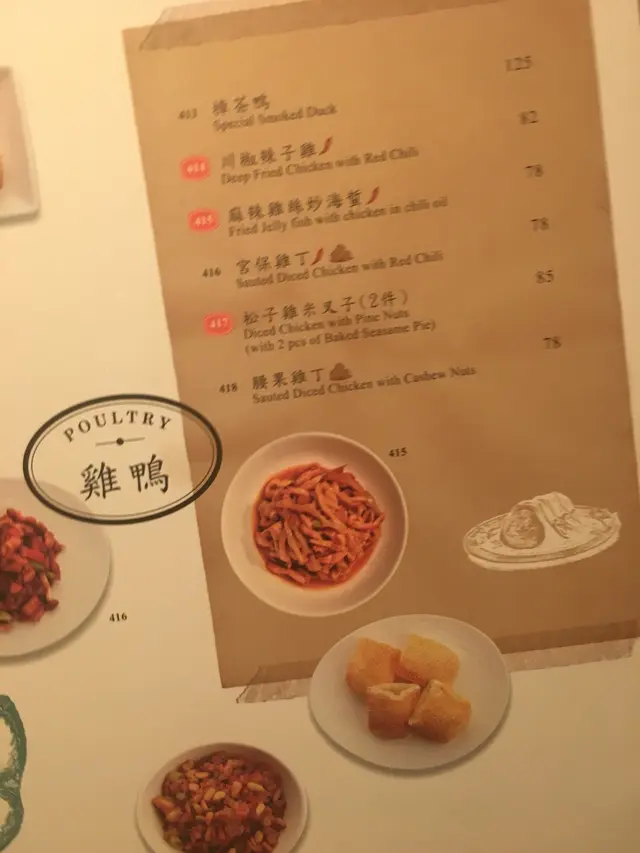 125
413 樟茶鴨
Special Smoked Duck
82
414 川椒辣子雞
Deep Fried Chicken with Red Chili
78
415 麻辣雞絲炒海蜇
Fried Jelly fish with chicken in chili oil
78
416 宮保雞丁
Sauted Diced Chicken with Red Chili
85
417 松子雞米叉子(2件)
Diced Chicken with Pine Nuts
(with 2 pcs of Baked Seasame Pie)
78
418 腰果雞丁
Sauted Diced Chicken with Cashew Nuts
POULTRY
雞鴨
415
416